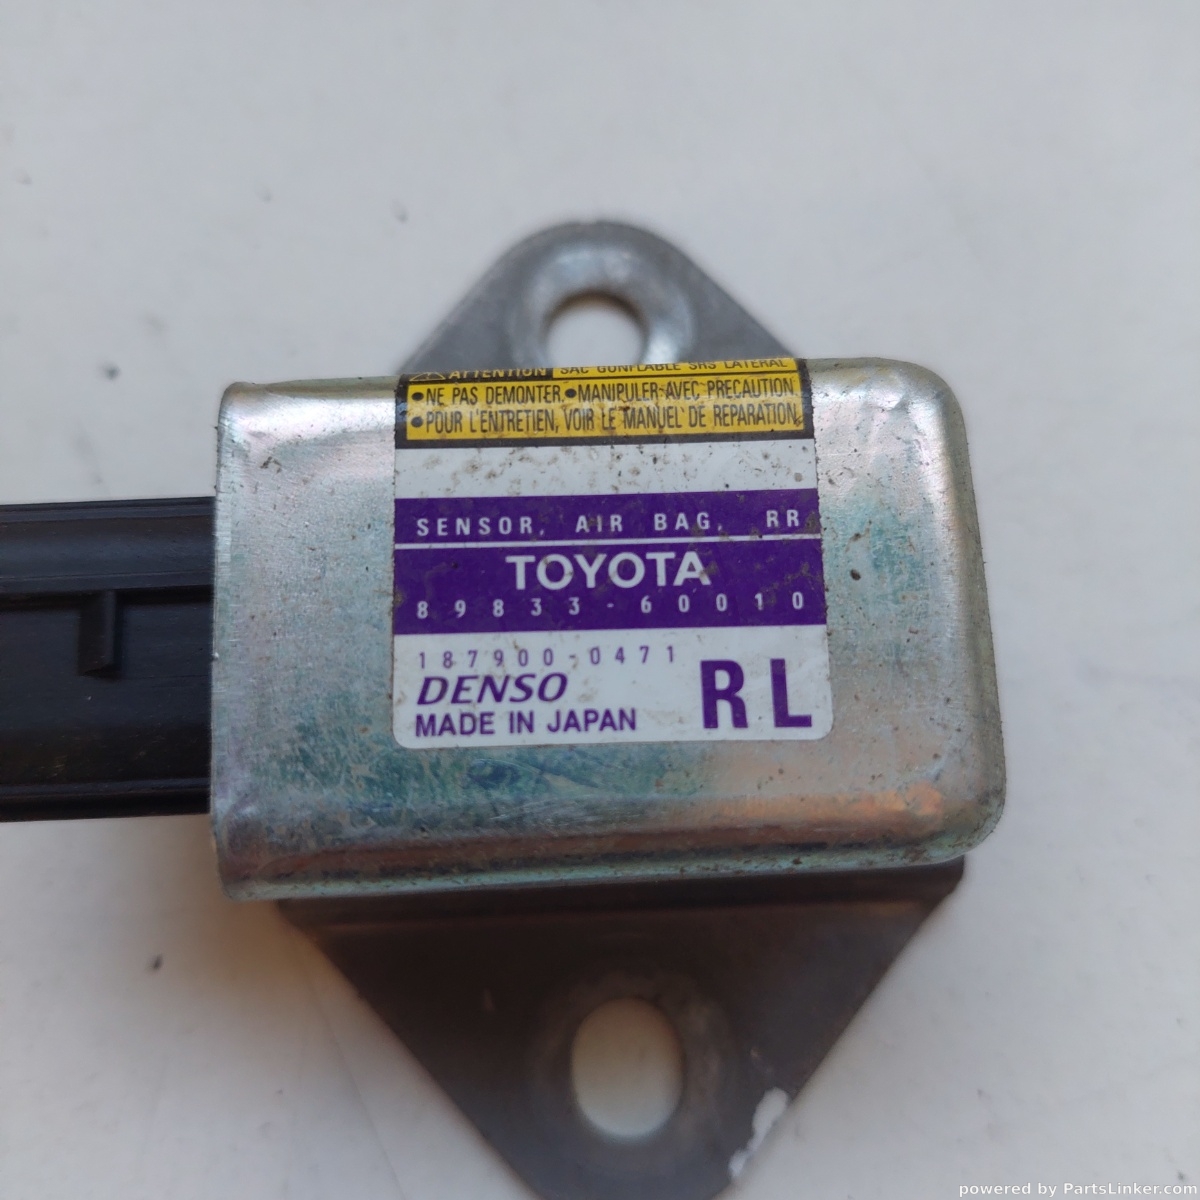 ATTENTION SAC GONFLABLE SRS LATERAL
•NE PAS DEMONTER.•MANIPULER AVEC PRECAUTION
•POUR L'ENTRETIEN, VOIR LE MANUEL DE REPARATION.
SENSOR, AIR BAG, RR
TOYOTA
89833-60010
187900-0471
DENSO
MADE IN JAPAN
RL
powered by PartsLinker.com